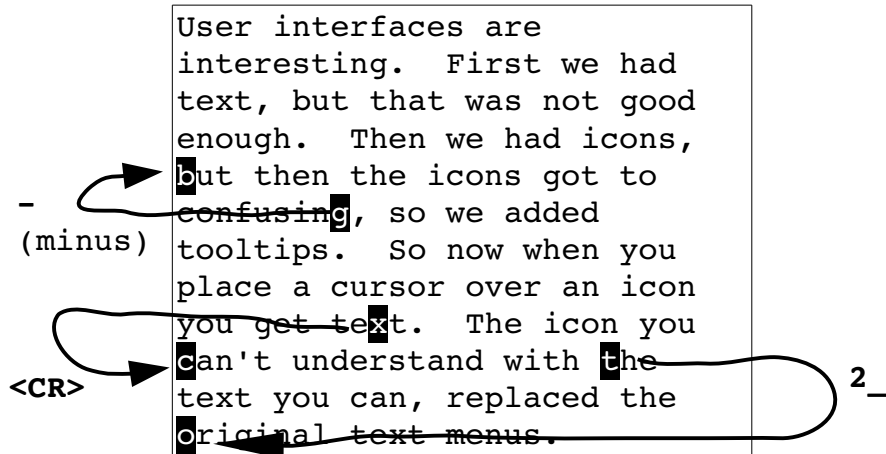 User interfaces are
interesting.  First we had
text, but that was not good
enough.  Then we had icons,
but then the icons got to
confusing, so we added
tooltips.  So now when you
place a cursor over an icon
you get text.  The icon you
can't understand with the
text you can, replaced the
original text menus.
-
(minus)
<CR>
2_